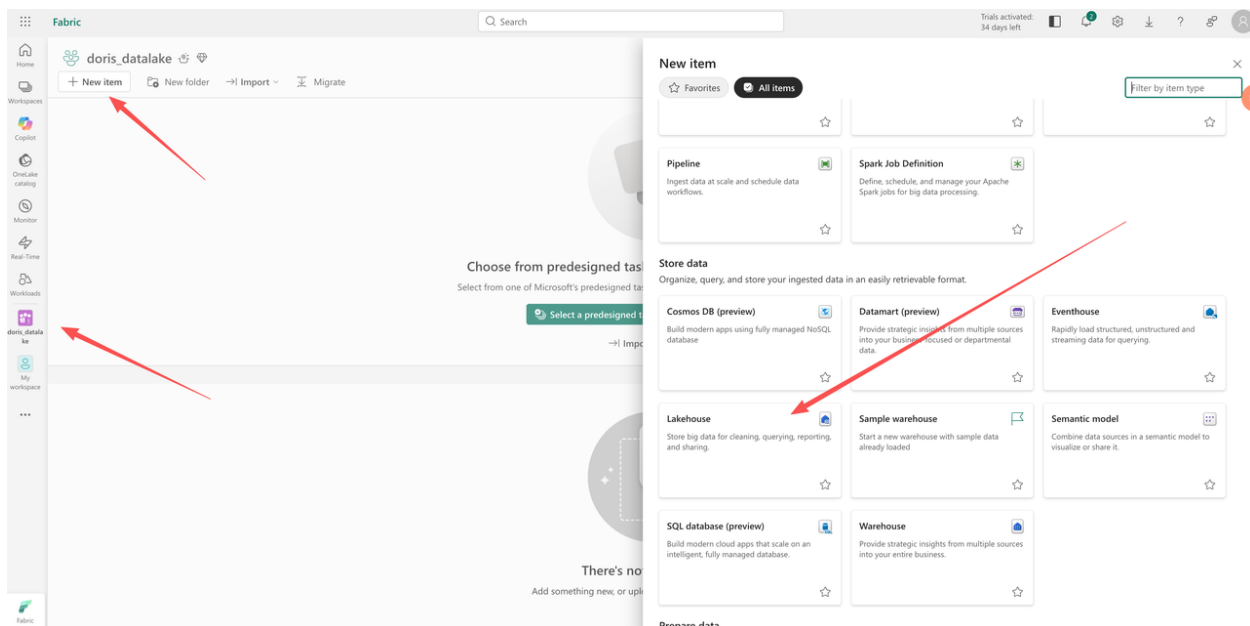 Fabric
Search
Trials activated:
34 days left
2
Home
Workspaces
Copilot
OneLake
catalog
Monitor
Real-Time
Workloads
doris_datala
ke
My
workspace
Fabric
doris_datalake
New item
New folder
Import
Migrate
Choose from predesigned tas
Select from one of Microsoft's predesigned ta
Select a predesigned t
Impo
There's no
Add something new, or upl
New item
Favorites
All items
Filter by item type
Pipeline
Ingest data at scale and schedule data
workflows.
Spark Job Definition
Define, schedule, and manage your Apache
Spark jobs for big data processing.
Store data
Organize, query, and store your ingested data in an easily retrievable format.
Cosmos DB (preview)
Build modern apps using fully managed NoSQL
database
Datamart (preview)
Provide strategic insights from multiple sources
into your business-focused or departmental
data.
Eventhouse
Rapidly load structured, unstructured and
streaming data for querying.
Lakehouse
Store big data for cleaning, querying, reporting,
and sharing.
Sample warehouse
Start a new warehouse with sample data
already loaded
Semantic model
Combine data sources in a semantic model to
visualize or share it.
SQL database (preview)
Build modern cloud apps that scale on an
intelligent, fully managed database.
Warehouse
Provide strategic insights from multiple sources
into your entire business.
Prepare data